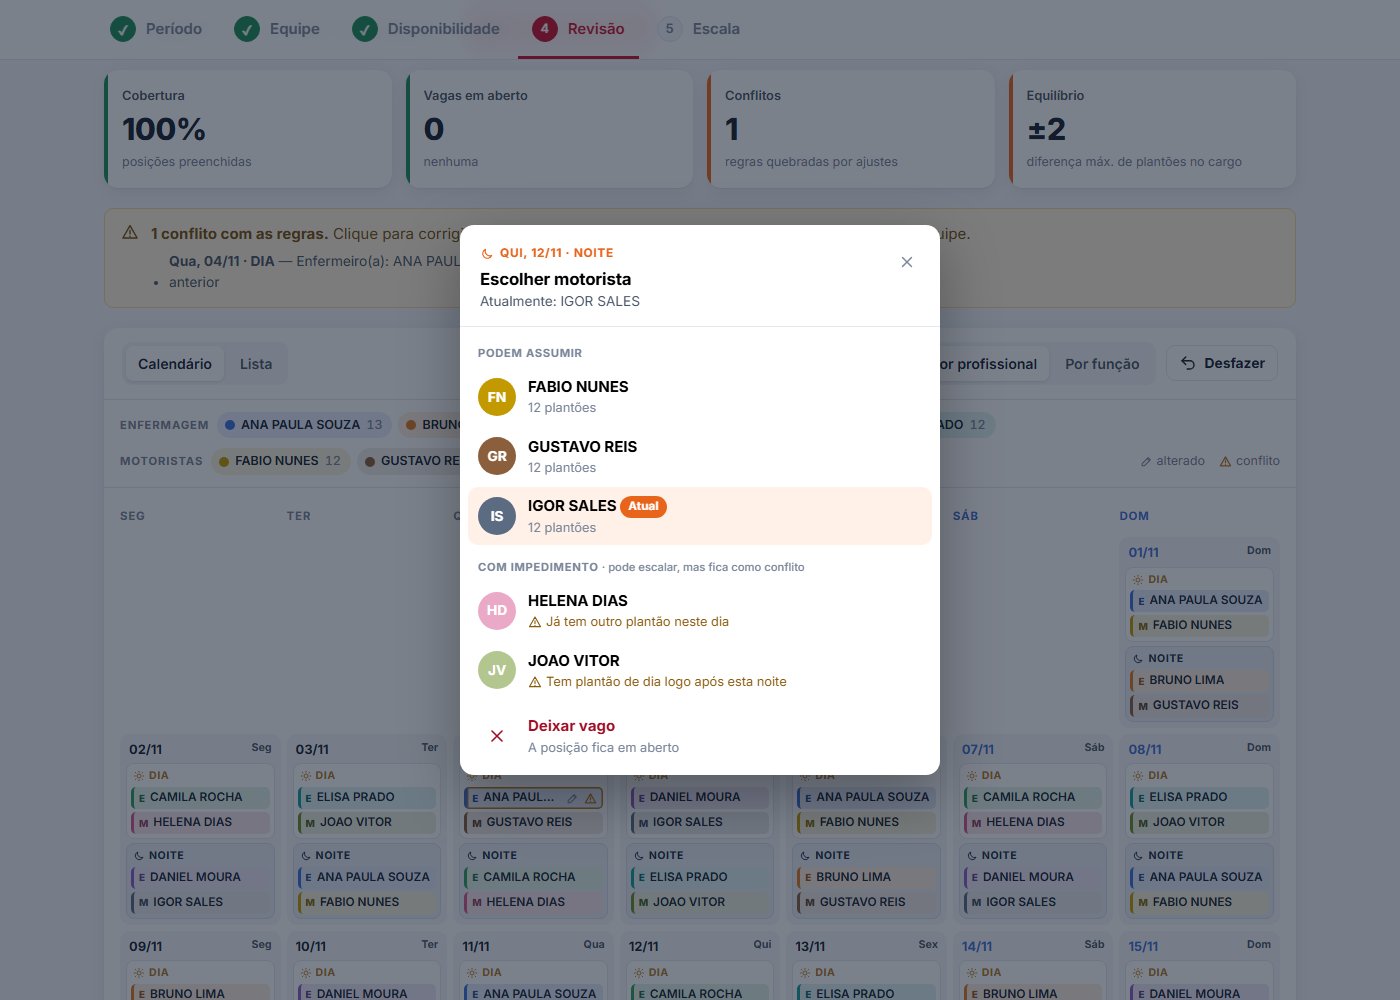 Período
Equipe
Disponibilidade
4 Revisão
5 Escala
Cobertura
100%
posições preenchidas
Vagas em aberto
0
nenhuma
Conflitos
1
regras quebradas por ajustes
Equilíbrio
±2
diferença máx. de plantões no cargo
1 conflito com as regras. Clique para
Qua, 04/11 · DIA — Enfermeiro(a): ANA
• anterior
QUI, 12/11 · NOITE
Escolher motorista
Atualmente: IGOR SALES
PODEM ASSUMIR
FN FABIO NUNES
12 plantões
GR GUSTAVO REIS
12 plantões
IS IGOR SALES Atual
12 plantões
COM IMPEDIMENTO · pode escalar, mas fica como conflito
HD HELENA DIAS
Já tem outro plantão neste dia
JV JOAO VITOR
Tem plantão de dia logo após esta noite
Deixar vago
A posição fica em aberto
Calendário Lista
profissional Por função Desfazer
ENFERMAGEM ANA PAULA SOUZA 13
12
MOTORISTAS FABIO NUNES 12 GUSTAVO
alterado conflito
SEG TER SÁB DOM
01/11 Dom
DIA
E ANA PAULA SOUZA
M FABIO NUNES
NOITE
E BRUNO LIMA
M GUSTAVO REIS
02/11 Seg
DIA
E CAMILA ROCHA
M HELENA DIAS
NOITE
E DANIEL MOURA
M IGOR SALES
03/11 Ter
DIA
E ELISA PRADO
M JOAO VITOR
NOITE
E ANA PAULA SOUZA
M FABIO NUNES
DIA
E ANA PAUL...
M GUSTAVO REIS
NOITE
E CAMILA ROCHA
M HELENA DIAS
DIA
E DANIEL MOURA
M IGOR SALES
NOITE
E ELISA PRADO
M JOAO VITOR
DIA
E ANA PAULA SOUZA
M FABIO NUNES
NOITE
E BRUNO LIMA
M GUSTAVO REIS
07/11 Sáb
DIA
E CAMILA ROCHA
M HELENA DIAS
NOITE
E DANIEL MOURA
M IGOR SALES
08/11 Dom
DIA
E ELISA PRADO
M JOAO VITOR
NOITE
E ANA PAULA SOUZA
M FABIO NUNES
09/11 Seg
DIA
E BRUNO LIMA
10/11 Ter
DIA
E DANIEL MOURA
11/11 Qua
DIA
E ANA PAULA SOUZA
12/11 Qui
DIA
E CAMILA ROCHA
13/11 Sex
DIA
E ELISA PRADO
14/11 Sáb
DIA
E BRUNO LIMA
15/11 Dom
DIA
E DANIEL MOURA